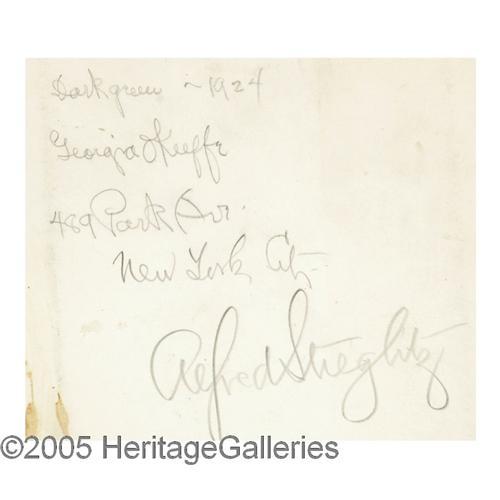 Darkgreen ~ 1924
Georgia O'Keeffe
489 Park Av.
New York City
Alfred Stieglitz
©2005 HeritageGalleries